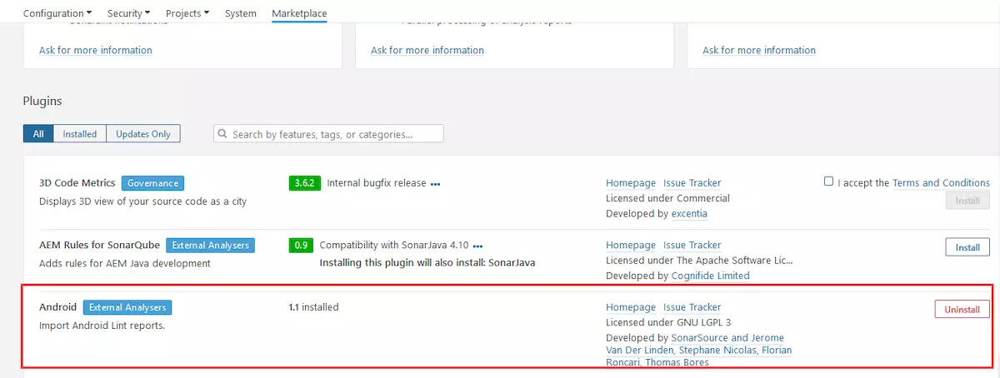 Configuration Security Projects System Marketplace
Ask for more information Ask for more information Ask for more information
Plugins
All Installed Updates Only Search by features, tags, or categories...
3D Code Metrics Governance 3.6.2 Internal bugfix release ••• Homepage Issue Tracker I accept the Terms and Conditions
Displays 3D view of your source code as a city Licensed under Commercial Install
Developed by excentia
AEM Rules for SonarQube External Analysers 0.9 Compatibility with SonarJava 4.10 ••• Homepage Issue Tracker Install
Adds rules for AEM Java development Installing this plugin will also install: SonarJava Licensed under The Apache Software Lic...
Developed by Cognifide Limited
Android External Analysers 1.1 installed Homepage Issue Tracker Uninstall
Import Android Lint reports. Licensed under GNU LGPL 3
Developed by SonarSource and Jerome
Van Der Linden, Stephane Nicolas, Florian
Roncari, Thomas Bores